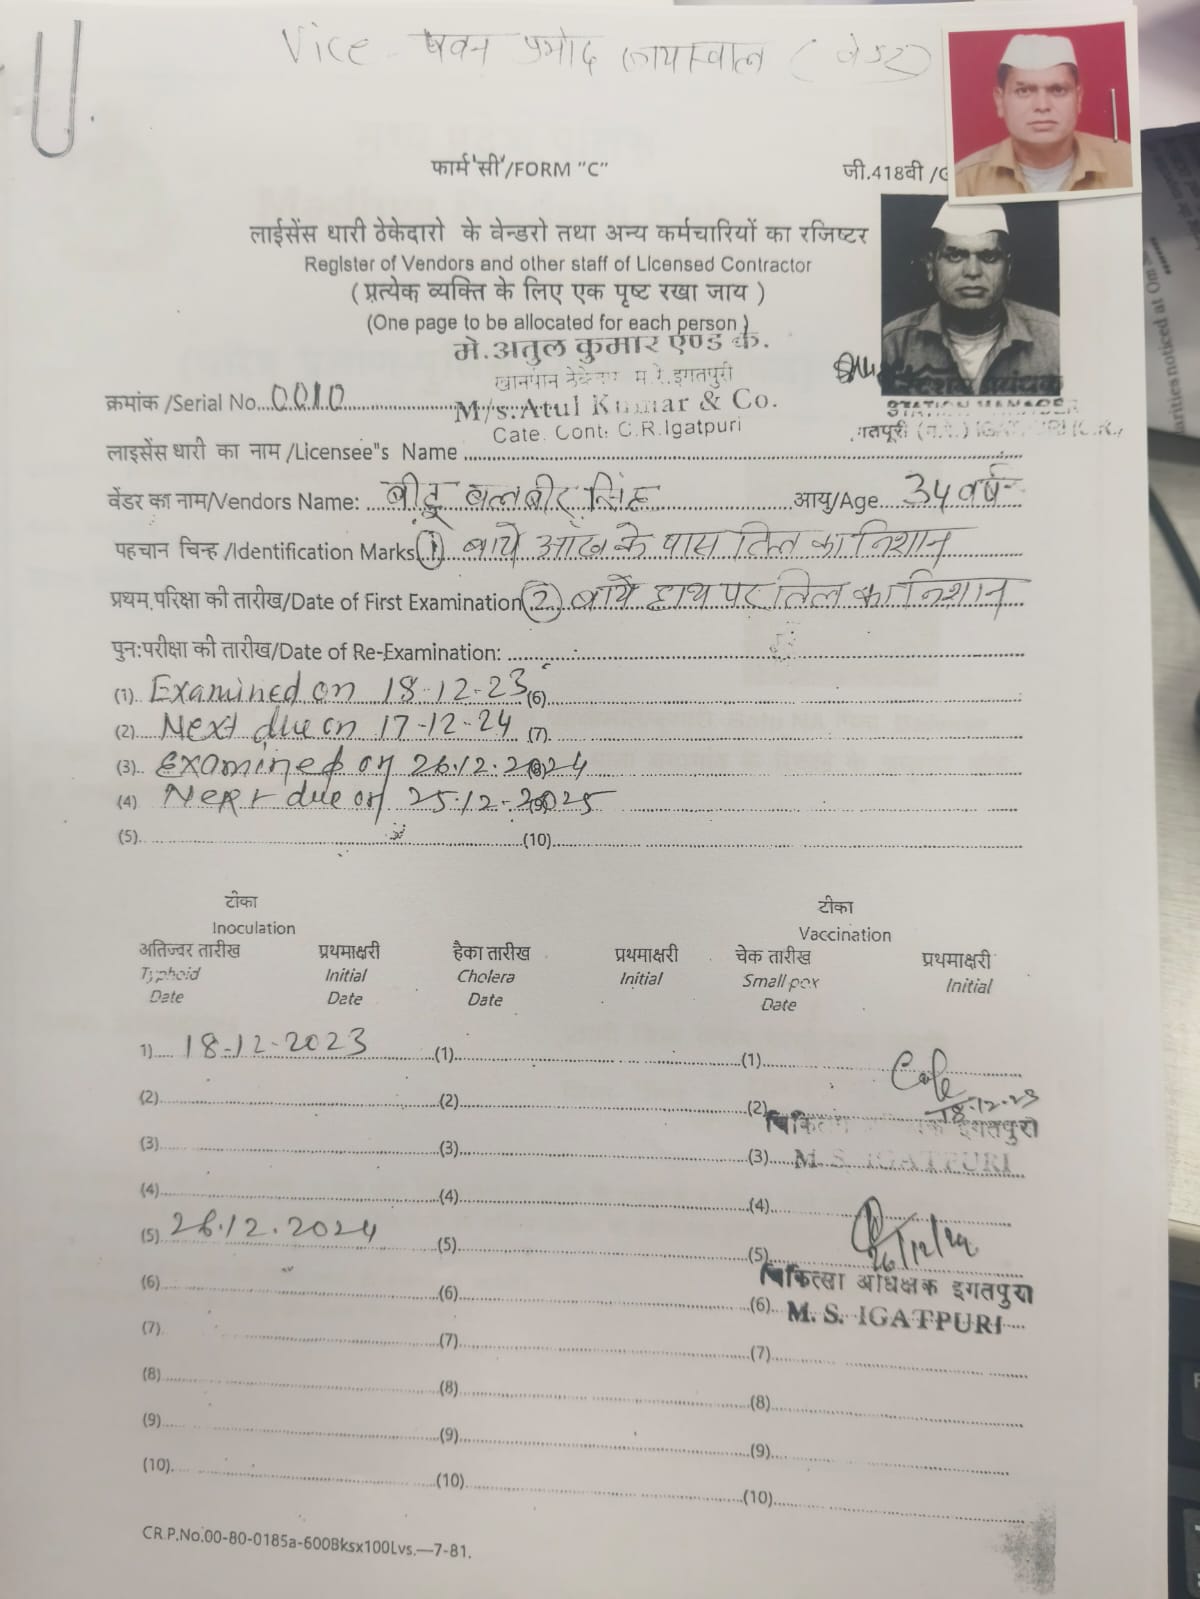 Vice - पवन प्रमोद जायसवाल (वेण्डर)
फार्म 'सी'/FORM "C"
जी.418बी /G
लाईसेंस धारी ठेकेदारो के वेन्डरो तथा अन्य कर्मचारियों का रजिष्टर
Register of Vendors and other staff of Licensed Contractor
( प्रत्येक व्यक्ति के लिए एक पृष्ट रखा जाय )
(One page to be allocated for each person )
मे.अतुल कुमार एण्ड कं.
खानपान ठेकेदार म.रे.इगतपुरी
क्रमांक /Serial No. 0010
M/s.Atul Kumar & Co.
Cate. Cont: C.R.Igatpuri
STATION MANAGER
इगतपूरी (म.रे.) IGATPURI (C.R.)
लाइसेंस धारी का नाम /Licensee"s Name
वेंडर का नाम/Vendors Name: बीटू बलबीर सिंह आयु/Age 34 वर्ष
पहचान चिन्ह /Identification Marks (1) बाये आँख के पास तिल का निशान
प्रथम परिक्षा की तारीख/Date of First Examination (2) बायें हाथ पर तिल का निशान
पुन:परीक्षा की तारीख/Date of Re-Examination:
(1). Examined on 18-12-23 (6)
(2) Next due on 17-12-24 (7)
(3). Examined on 26.12.2024
(4) Next due on 25.12.2025
(5). (10)
टीका टीका
Inoculation Vaccination
अतिज्वर तारीख प्रथमाक्षरी हैका तारीख प्रथमाक्षरी चेक तारीख प्रथमाक्षरी
Typhoid Initial Cholera Initial Small pox Initial
Date Date Date Date
1) 18-12-2023 (1) (1)
(2) (2) (2) 18.12.23
चिकित्सा अधिक्षक इगतपुरी
(3) (3) (3) M. S. IGATPURI
(4) (4) (4)
(5) 26.12.2024 (5) (5) 26/12/24
चिकित्सा अधिक्षक इगतपुरी
(6) (6) (6) M. S. IGATPURI
(7) (7) (7)
(8) (8) (8)
(9) (9) (9)
(10) (10) (10)
CR.P.No.00-80-0185a-600Bksx100Lvs.—7-81.
arities noticed at Om